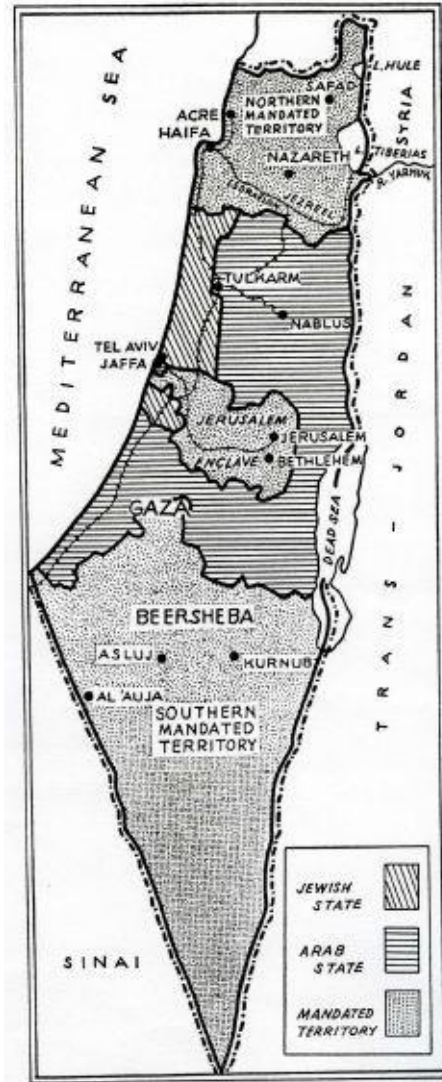 MEDITERRANEAN SEA
L. HULE
SAFAD
SYRIA
ACRE
HAIFA
NORTHERN
MANDATED
TERRITORY
L. TIBERIAS
NAZARETH
R. YARMUK
ESDRAELON
JEZREEL
TULKARM
NABLUS
TEL AVIV
JAFFA
JERUSALEM
ENCLAVE
JERUSALEM
BETHLEHEM
GAZA
DEAD SEA
TRANS - JORDAN
BEERSHEBA
ASLUJ
KURNUB
AL 'AUJA
SOUTHERN
MANDATED
TERRITORY
SINAI
JEWISH
STATE
ARAB
STATE
MANDATED
TERRITORY